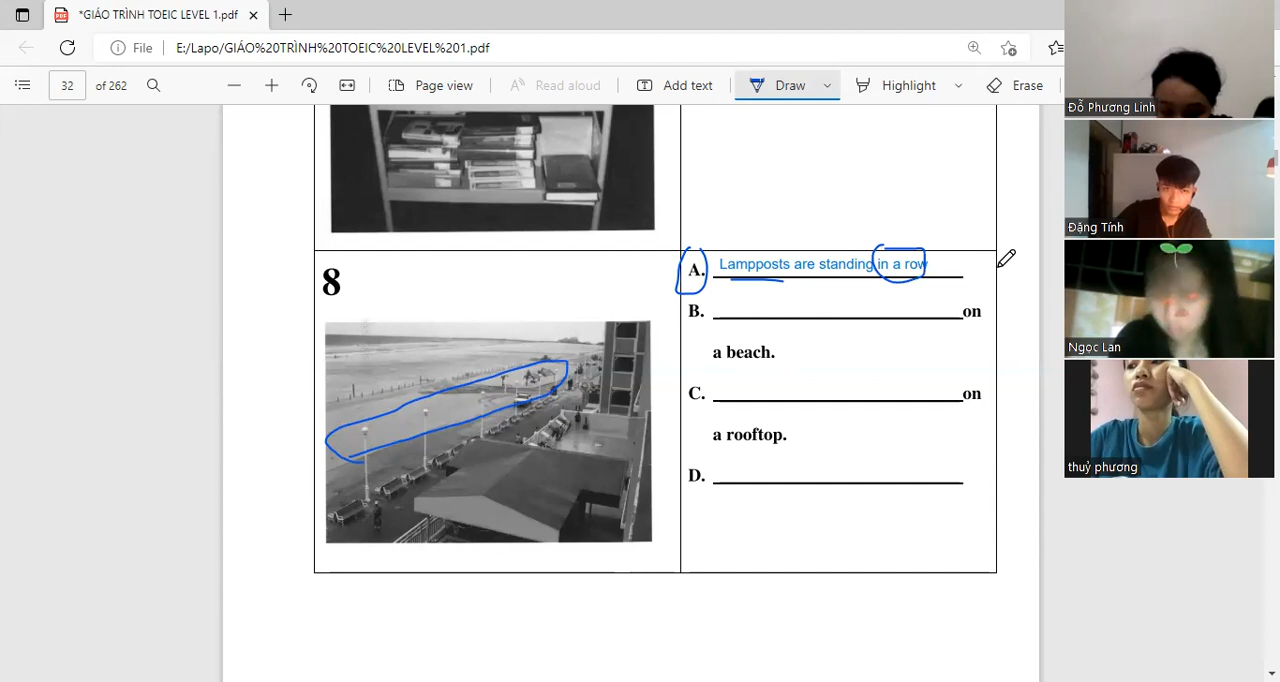 *GIÁO TRÌNH TOEIC LEVEL 1.pdf
File E:/Lapo/GIÁO%20TRÌNH%20TOEIC%20LEVEL%201.pdf
32 of 262 Page view Read aloud Add text Draw Highlight Erase
Đỗ Phương Linh
Đặng Tính
Ngọc Lan
thuỷ phương
8
A. Lampposts are standing in a row
B. on
a beach.
C. on
a rooftop.
D.